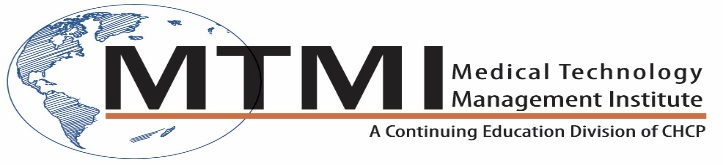 MTMI
Medical Technology
Management Institute
A Continuing Education Division of CHCP